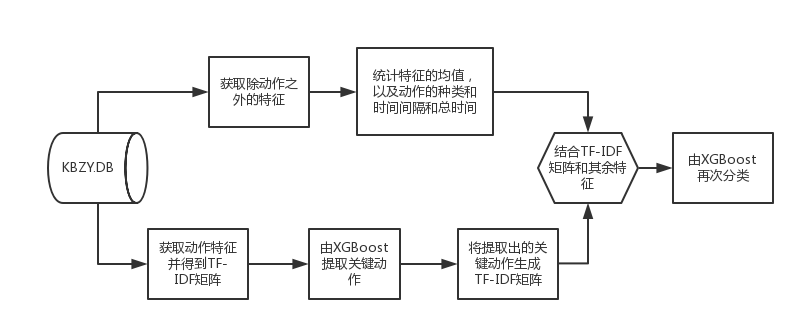 获取除动作之
外的特征
统计特征的均值，
以及动作的种类和
时间间隔和总时间
KBZY.DB
结合TF-IDF
矩阵和其余特
征
由XGBoost
再次分类
获取动作特征
并得到TF-
IDF矩阵
由XGBoost
提取关键动
作
将提取出的关
键动作生成
TF-IDF矩阵